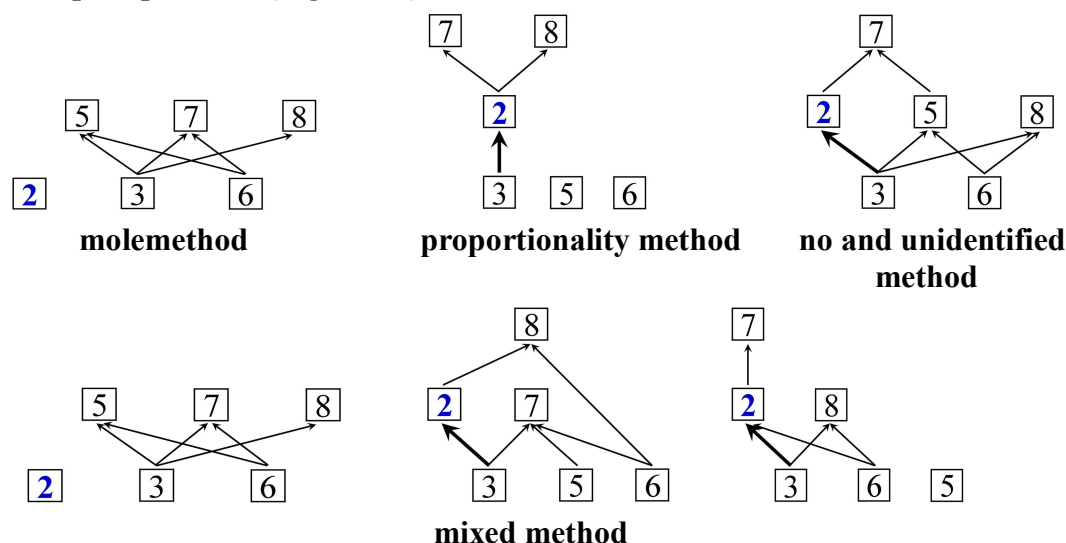 5 7 8
2 3 6
molemethod
7 8
2
3 5 6
proportionality method
7
2 5 8
3 6
no and unidentified
method
5 7 8
2 3 6
8
2 7
3 5 6
7
2 8
3 6 5
mixed method